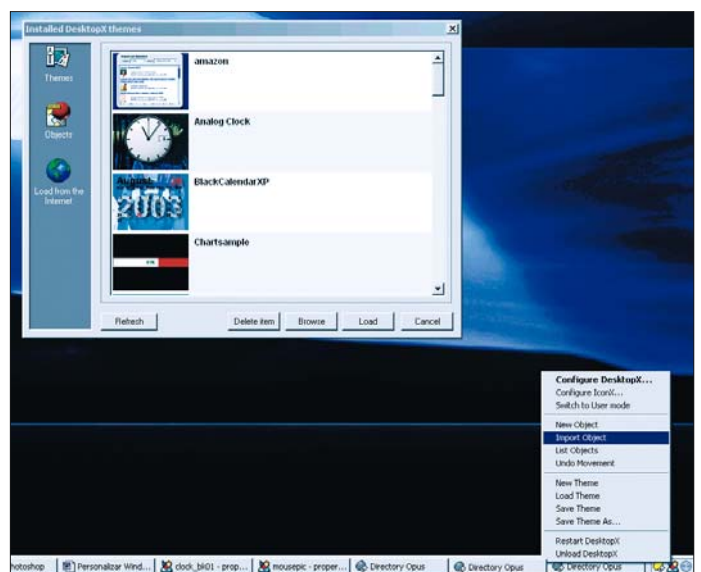 Installed DesktopX themes
Themes
Objects
Load from the
Internet
amazon
Analog Clock
BlackCalendarXP
August
2003
Chartsample
Refresh
Delete item
Browse
Load
Cancel
Configure DesktopX...
Configure IconX...
Switch to User mode
New Object
Import Object
List Objects
Undo Movement
New Theme
Load Theme
Save Theme
Save Theme As...
Restart DesktopX
Unload DesktopX
hotoshop
Personalizar Wind...
clock_bk01 - prop...
mousepic - proper...
Directory Opus
Directory Opus
Directory Opus